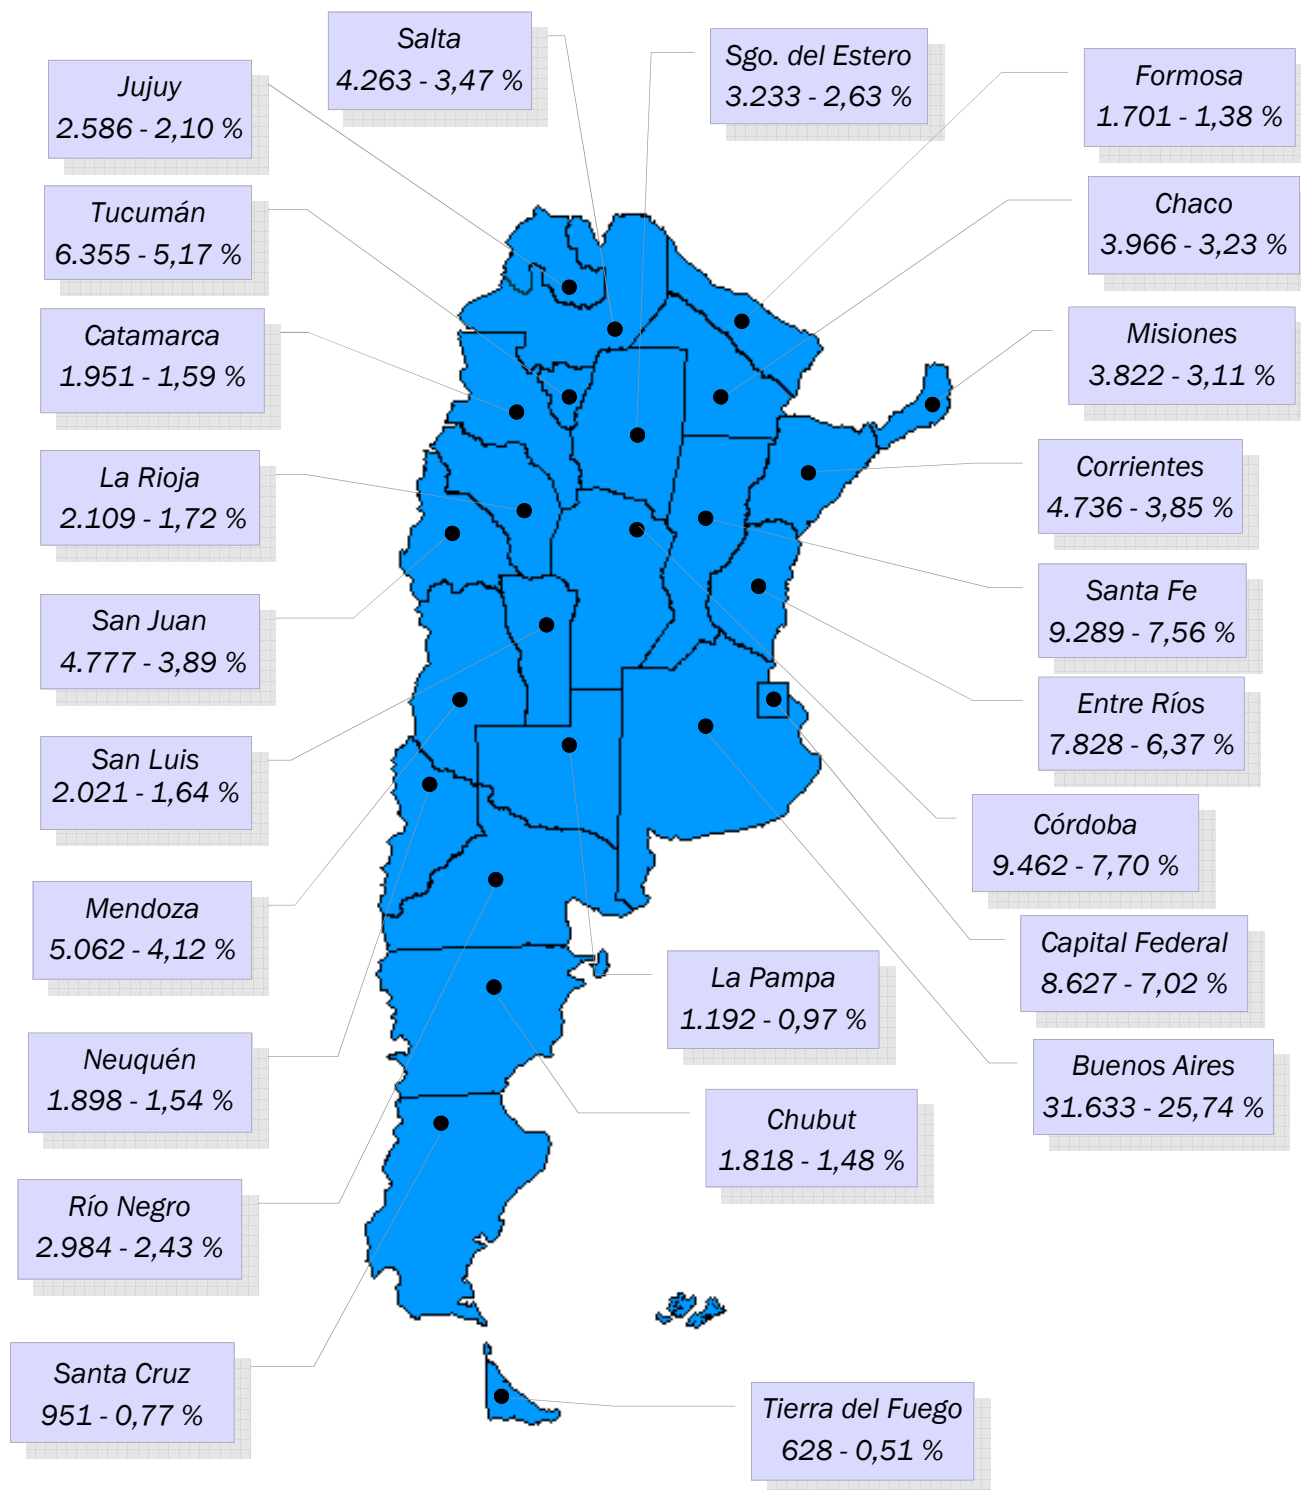 Salta
4.263 - 3,47 %
Sgo. del Estero
3.233 - 2,63 %
Formosa
1.701 - 1,38 %
Jujuy
2.586 - 2,10 %
Tucumán
6.355 - 5,17 %
Chaco
3.966 - 3,23 %
Catamarca
1.951 - 1,59 %
Misiones
3.822 - 3,11 %
La Rioja
2.109 - 1,72 %
Corrientes
4.736 - 3,85 %
San Juan
4.777 - 3,89 %
Santa Fe
9.289 - 7,56 %
Entre Ríos
7.828 - 6,37 %
San Luis
2.021 - 1,64 %
Córdoba
9.462 - 7,70 %
Mendoza
5.062 - 4,12 %
Capital Federal
8.627 - 7,02 %
La Pampa
1.192 - 0,97 %
Neuquén
1.898 - 1,54 %
Buenos Aires
31.633 - 25,74 %
Chubut
1.818 - 1,48 %
Río Negro
2.984 - 2,43 %
Santa Cruz
951 - 0,77 %
Tierra del Fuego
628 - 0,51 %